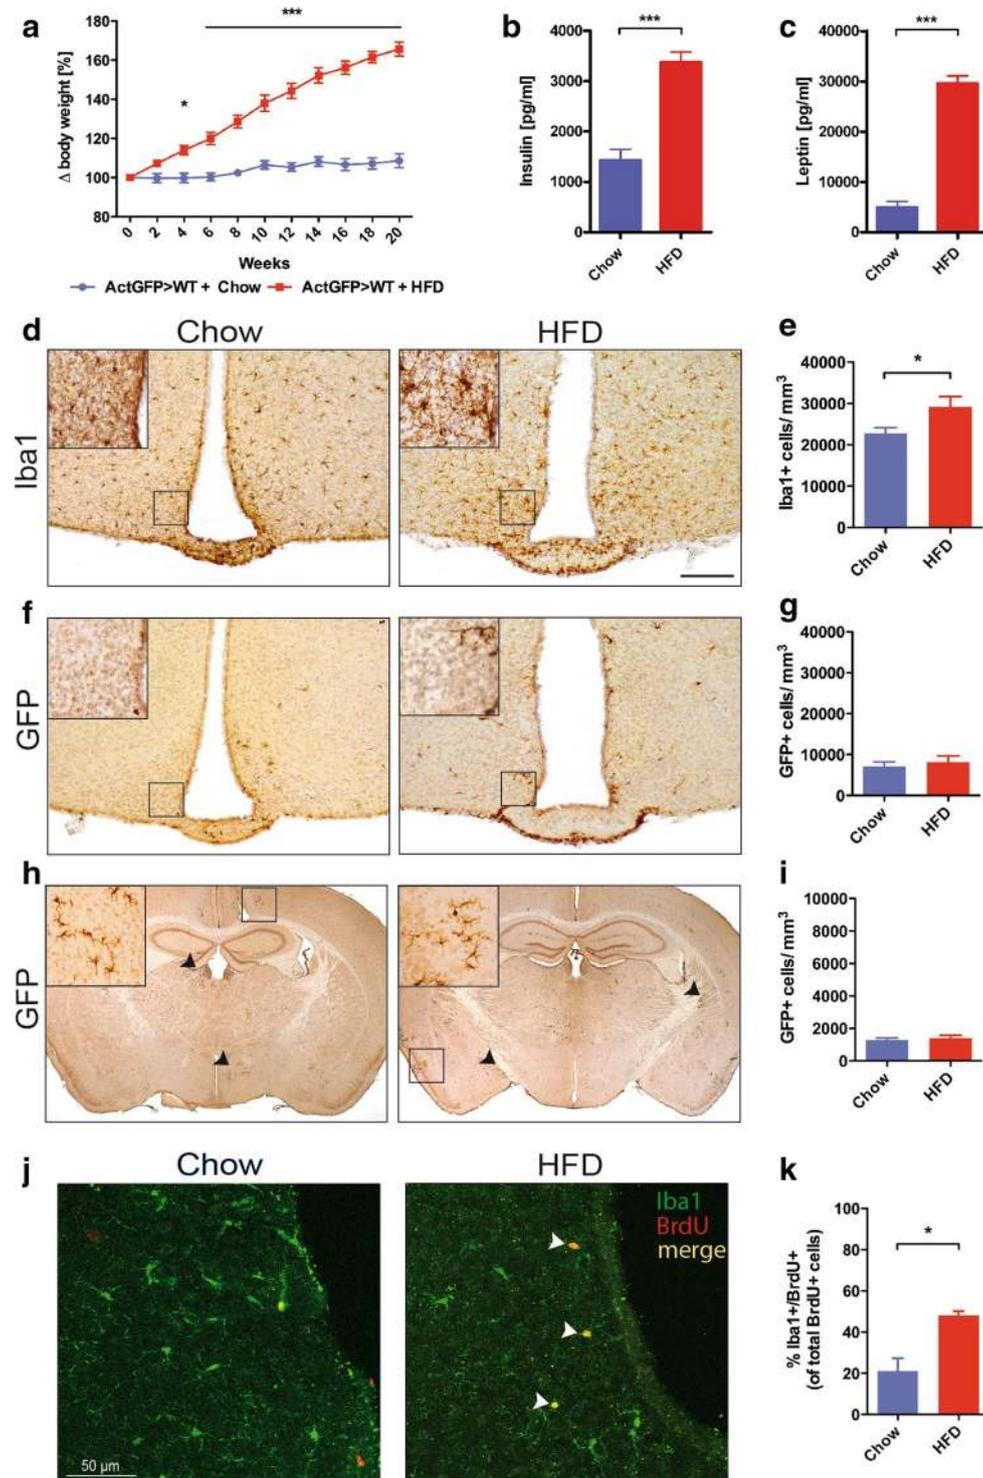 a
180
160
140
120
100
80
Δ body weight [%]
*
***
0 2 4 6 8 10 12 14 16 18 20
Weeks
ActGFP>WT + Chow ActGFP>WT + HFD
b
4000
3000
2000
1000
0
Insulin [pg/ml]
***
Chow HFD
c
40000
30000
20000
10000
0
Leptin [pg/ml]
***
Chow HFD
d
Chow HFD
Iba1
e
40000
30000
20000
10000
0
Iba1+ cells/ mm³
*
Chow HFD
f
GFP
g
40000
30000
20000
10000
0
GFP+ cells/ mm³
Chow HFD
h
GFP
i
10000
8000
6000
4000
2000
0
GFP+ cells/ mm³
Chow HFD
j
Chow HFD
Iba1
BrdU
merge
50 µm
k
100
80
60
40
20
0
% Iba1+/BrdU+
(of total BrdU+ cells)
*
Chow HFD